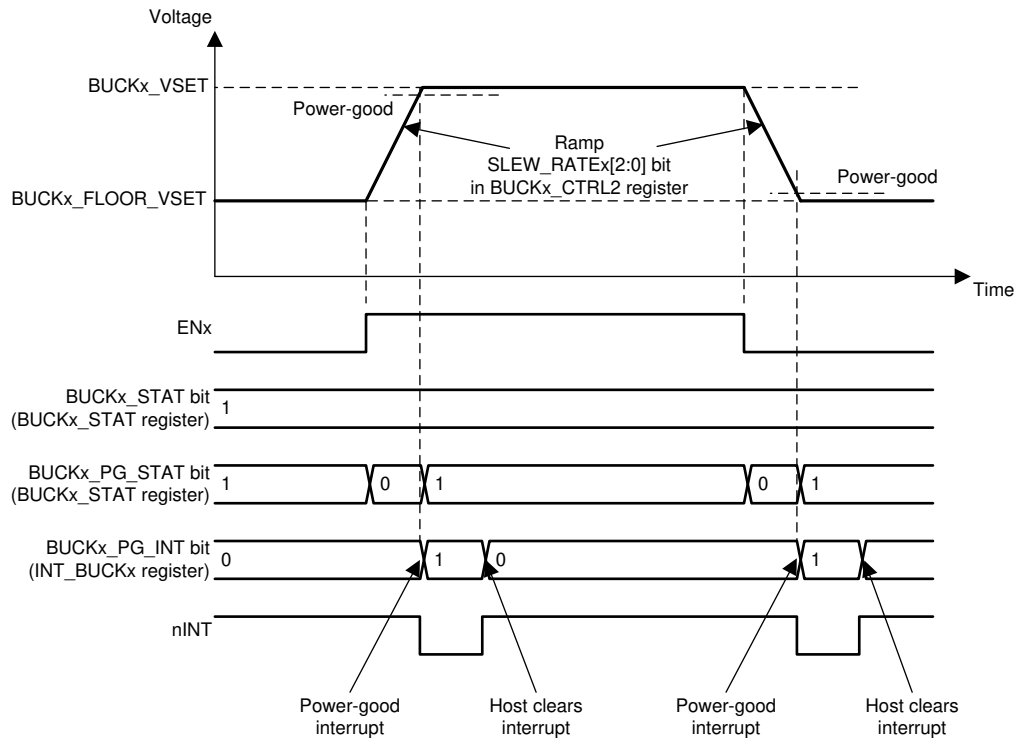 Voltage
BUCKx_VSET
Power-good
Ramp
SLEW_RATEx[2:0] bit
in BUCKx_CTRL2 register
Power-good
BUCKx_FLOOR_VSET
Time
ENx
BUCKx_STAT bit
(BUCKx_STAT register)
1
BUCKx_PG_STAT bit
(BUCKx_STAT register)
1
0
1
0
1
BUCKx_PG_INT bit
(INT_BUCKx register)
0
1
0
1
nINT
Power-good
interrupt
Host clears
interrupt
Power-good
interrupt
Host clears
interrupt